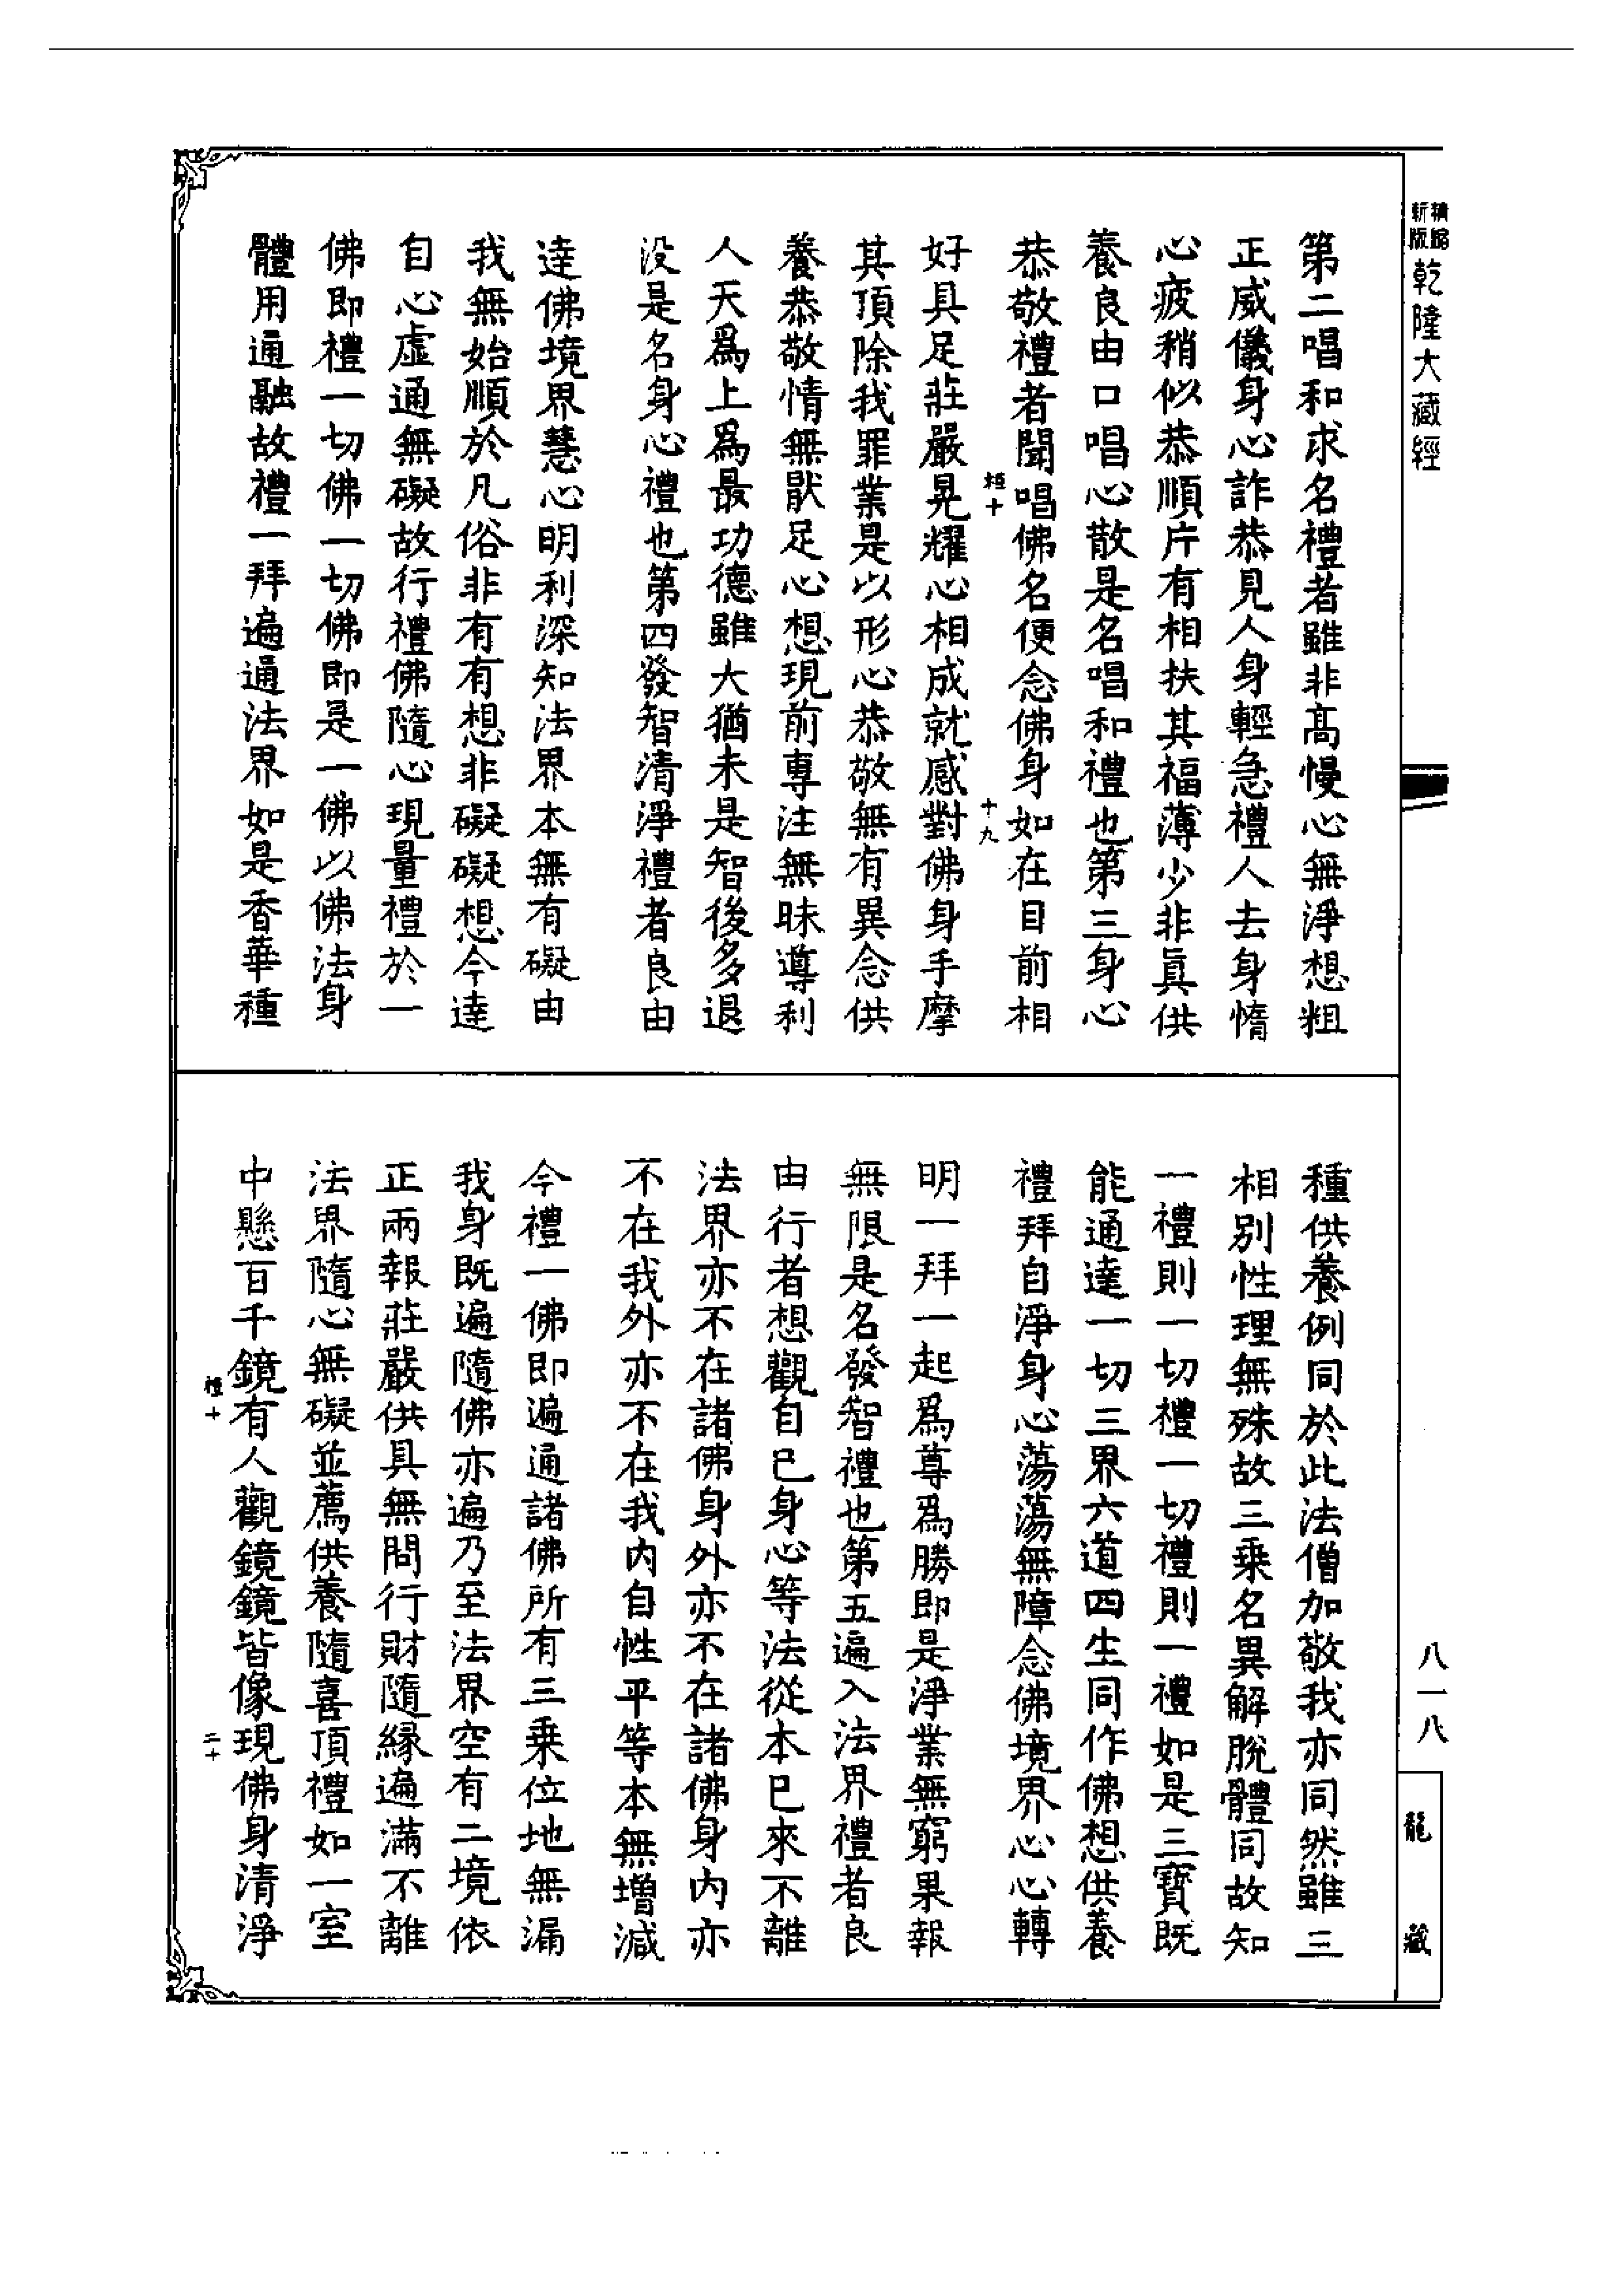 精縮
新版
乾隆大藏經
第二唱和求名禮者雖非高慢心無淨想粗
正威儀身心詐恭見人身輕急禮人去身惰
心疲稍似恭順片有相扶其福薄少非眞供
養良由口唱心散是名唱和禮也第三身心
恭敬禮者聞唱佛名便念佛身如在目前相
十九
好具足莊嚴晃耀心相成就感對佛身手摩
其頂除我罪業是以形心恭敬無有異念供
養恭敬情無猒足心想現前專注無昧導利
人天爲上爲最功德雖大猶未是智後多退
没是名身心禮也第四發智清淨禮者良由
達佛境界慧心明利深知法界本無有礙由
我無始順於凡俗非有有想非礙礙想今達
自心虛通無礙故行禮佛隨心現量禮於一
佛即禮一切佛一切佛即是一佛以佛法身
體用通融故禮一拜遍通法界如是香華種
種供養例同於此法僧加敬我亦同然雖三
相別性理無殊故三乘名異解脫體同故知
一禮則一切禮一切禮則一禮如是三寶既
能通達一切三界六道四生同作佛想供養
禮拜自淨身心蕩蕩無障念佛境界心心轉
明一拜一起爲尊爲勝即是淨業無窮果報
無限是名發智禮也第五遍入法界禮者良
由行者想觀自巳身心等法從本巳來不離
法界亦不在諸佛身外亦不在諸佛身内亦
不在我外亦不在我内自性平等本無增減
今禮一佛即遍通諸佛所有三乘位地無漏
我身既遍隨佛亦遍乃至法界空有二境依
正兩報莊嚴供具無問行財隨緣遍滿不離
法界隨心無礙並薦供養隨喜頂禮如一室
中懸百千鏡有人觀鏡鏡皆像現佛身清淨
二十
八一八
龍藏